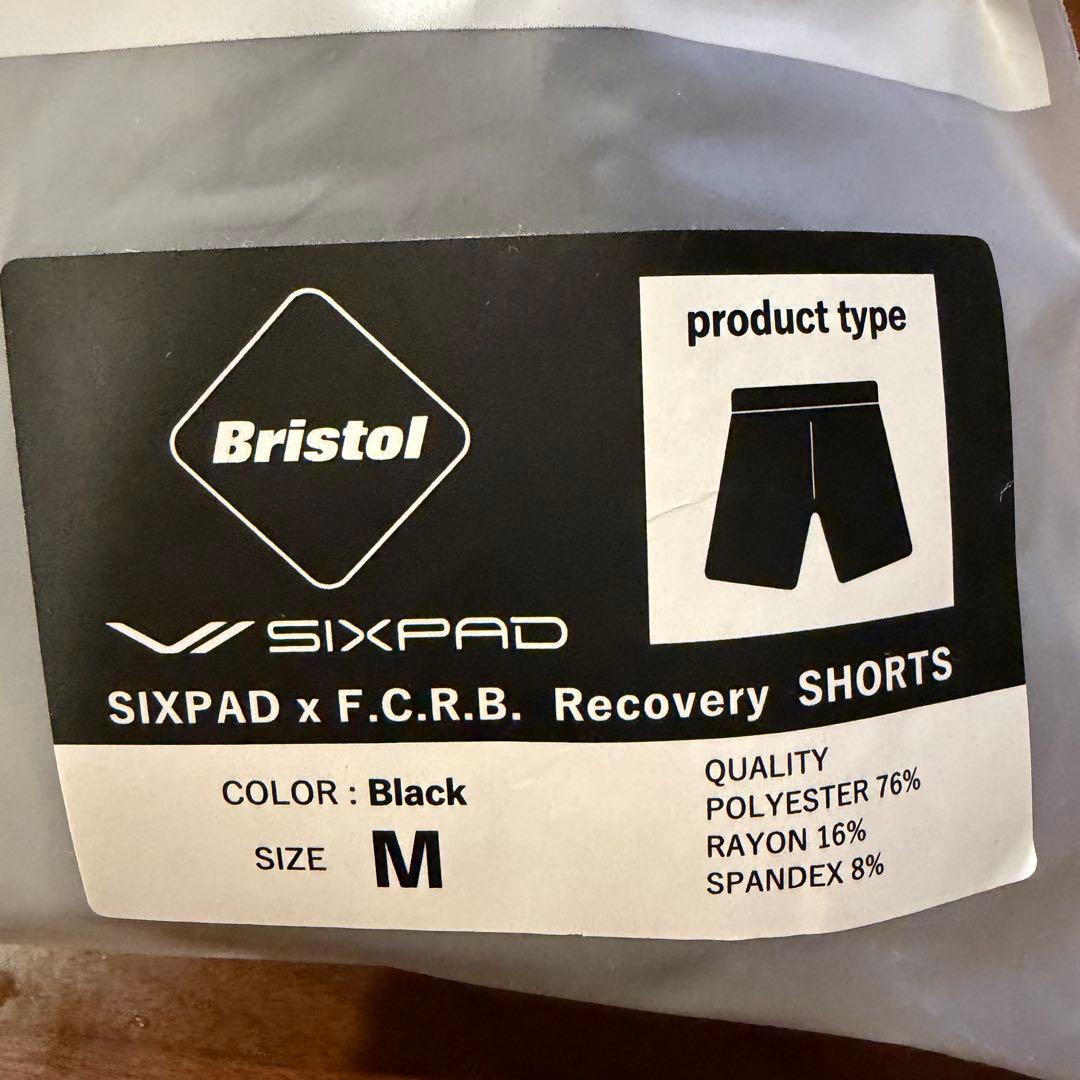 Bristol
product type
SIXPAD
SIXPAD x F.C.R.B. Recovery SHORTS
COLOR : Black
SIZE M
QUALITY
POLYESTER 76%
RAYON 16%
SPANDEX 8%